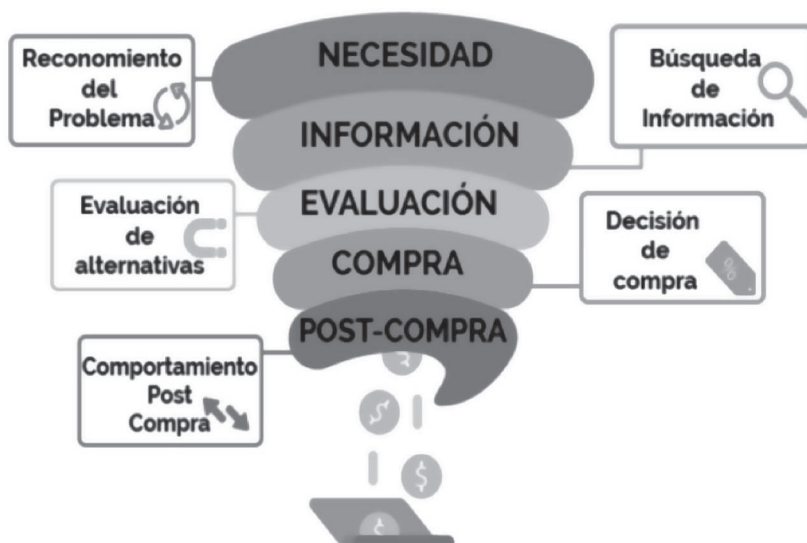 NECESIDAD
Reconomiento
del
Problema
Búsqueda
de
Información
INFORMACIÓN
EVALUACIÓN
Evaluación
de
alternativas
Decisión
de
compra
%
COMPRA
POST-COMPRA
Comportamiento
Post
Compra
$
$
$